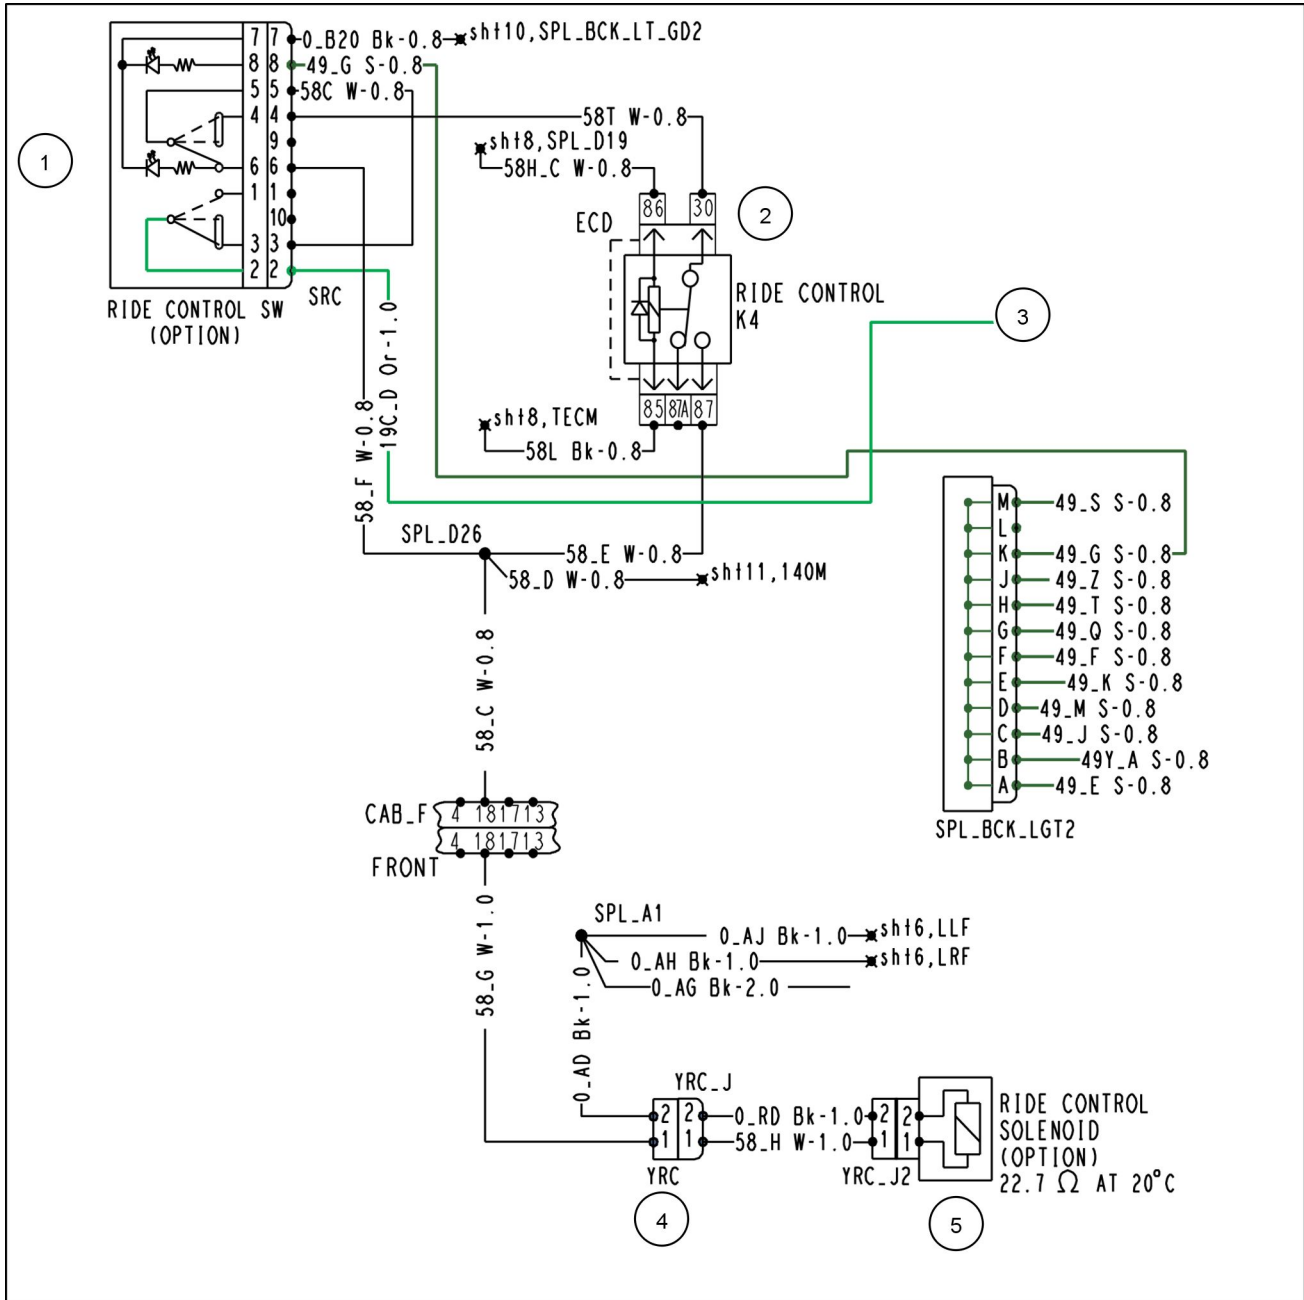 7 7 0_B20 Bk-0.8 sht10,SPL_BCK_LT_GD2
8 8 49_G S-0.8
5 5 58C W-0.8
4 4 58T W-0.8
9
6 6
1 1
10
3 3
2 2
1
RIDE CONTROL SW
(OPTION)
SRC
sht8,SPL_D19
58H_C W-0.8
86 30
2
ECD
RIDE CONTROL
K4
3
85 87A 87
sht8,TECM
58L Bk-0.8
58_F W-0.8
19C_D Or-1.0
SPL_D26
58_E W-0.8
58_D W-0.8 sht11,140M
58_C W-0.8
M 49_S S-0.8
L
K 49_G S-0.8
J 49_Z S-0.8
H 49_T S-0.8
G 49_Q S-0.8
F 49_F S-0.8
E 49_K S-0.8
D 49_M S-0.8
C 49_J S-0.8
B 49Y_A S-0.8
A 49_E S-0.8
SPL_BCK_LGT2
CAB_F 4 18 17 13
4 18 17 13
FRONT
58_G W-1.0
SPL_A1
0_AJ Bk-1.0 sht6,LLF
0_AH Bk-1.0 sht6,LRF
0_AG Bk-2.0
0_AD Bk-1.0
YRC_J
2 2 0_RD Bk-1.0 2 2
1 1 58_H W-1.0 1 1
YRC
YRC_J2
RIDE CONTROL
SOLENOID
(OPTION)
22.7 Ω AT 20°C
4
5